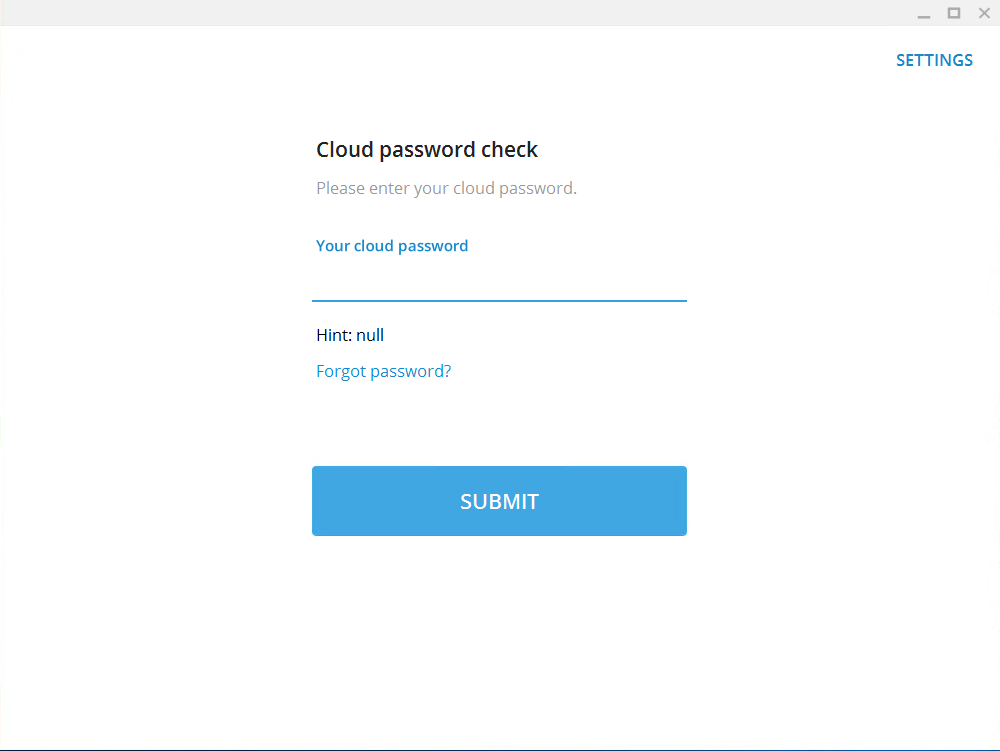 SETTINGS
Cloud password check
Please enter your cloud password.
Your cloud password
Hint: null
Forgot password?
SUBMIT